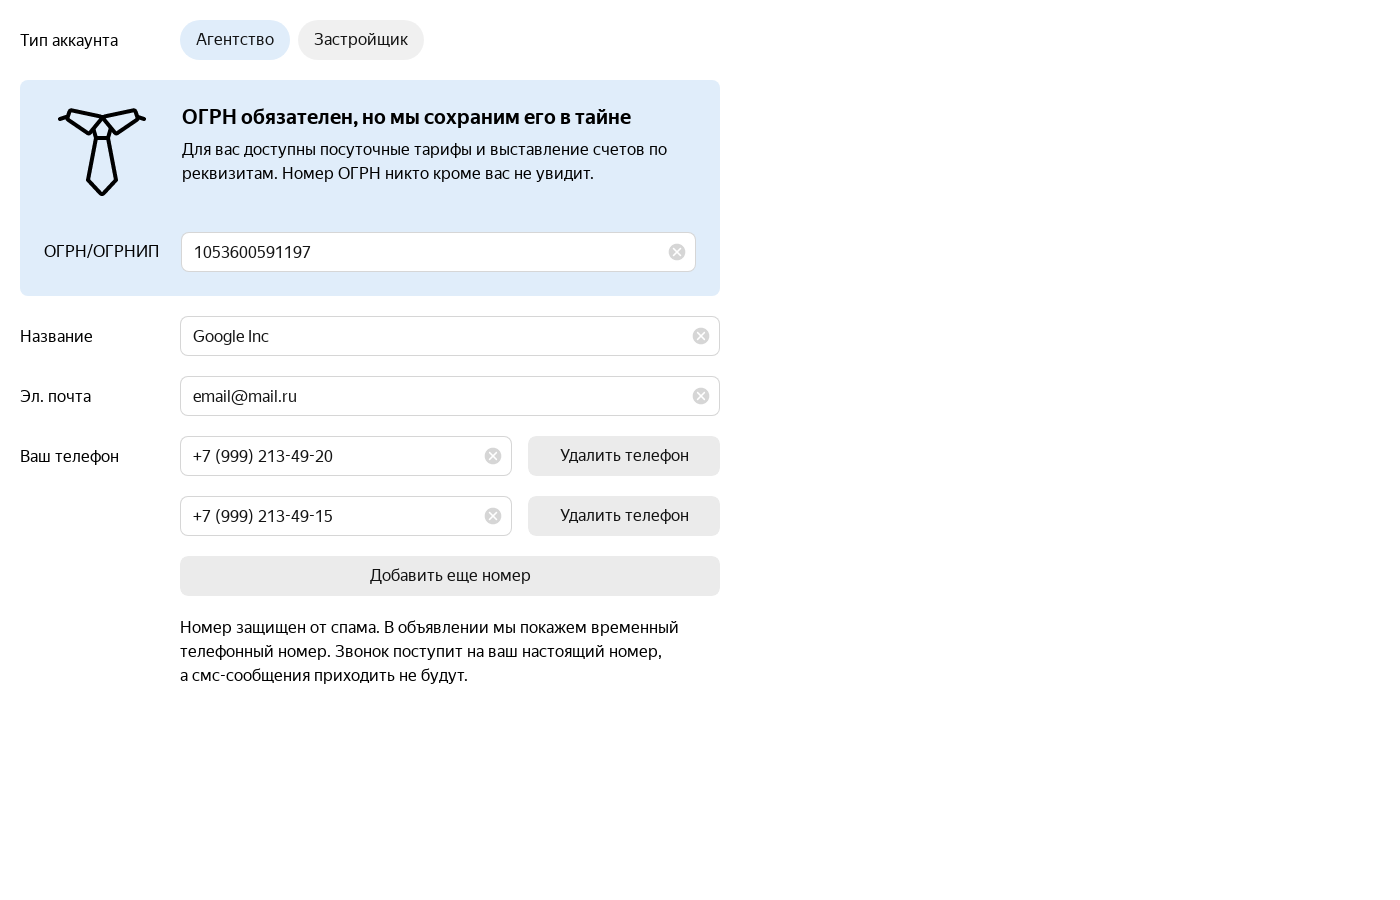 Тип аккаунта
Агентство
Застройщик
ОГРН обязателен, но мы сохраним его в тайне
Для вас доступны посуточные тарифы и выставление счетов по
реквизитам. Номер ОГРН никто кроме вас не увидит.
ОГРН/ОГРНИП
1053600591197
Название
Google Inc
Эл. почта
email@mail.ru
Ваш телефон
+7 (999) 213-49-20
Удалить телефон
+7 (999) 213-49-15
Удалить телефон
Добавить еще номер
Номер защищен от спама. В объявлении мы покажем временный
телефонный номер. Звонок поступит на ваш настоящий номер,
а смс-сообщения приходить не будут.